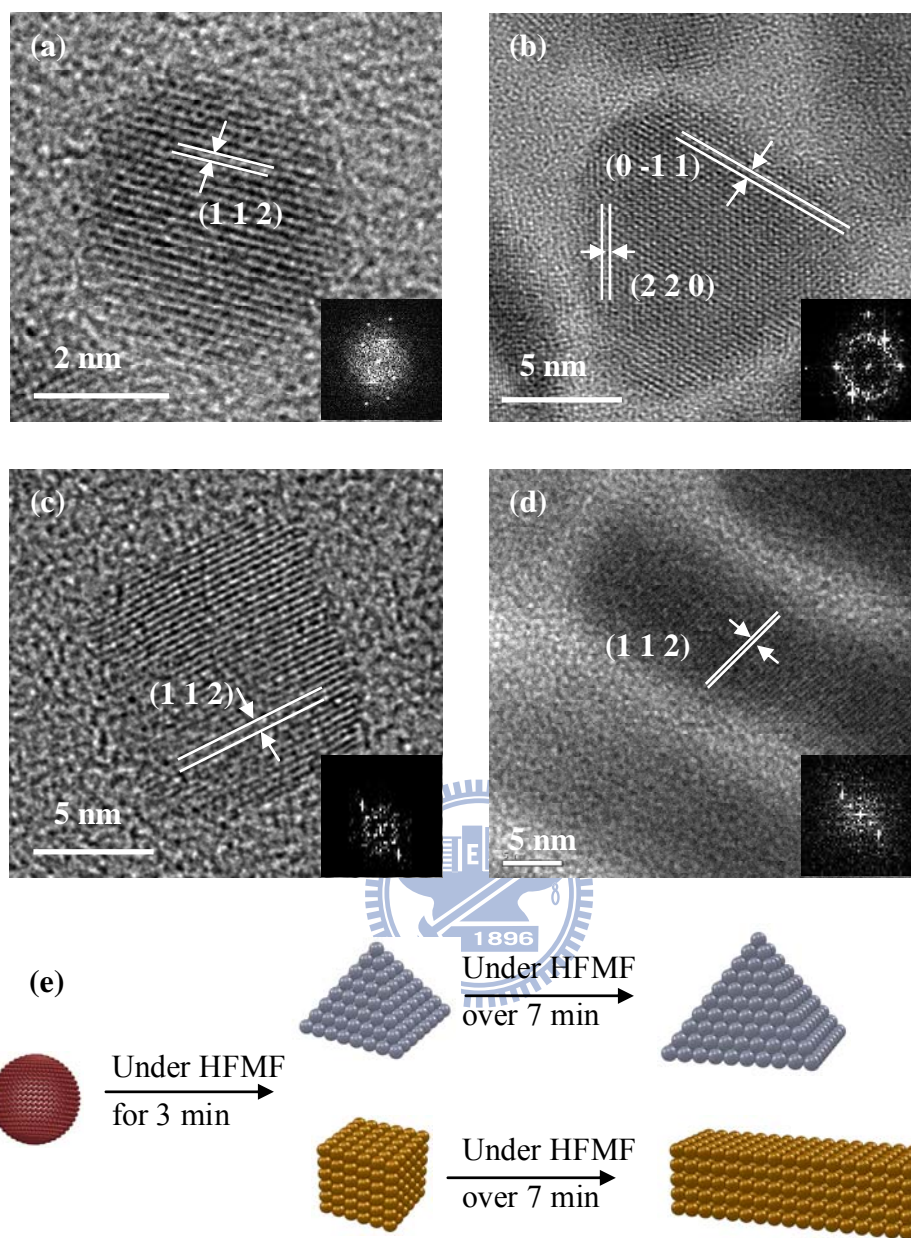 (a)
(1 1 2)
2 nm
(b)
(0 -1 1)
(2 2 0)
5 nm
(c)
(1 1 2)
5 nm
(d)
(1 1 2)
5 nm
1896
(e)
Under HFMF
for 3 min
Under HFMF
over 7 min
Under HFMF
over 7 min